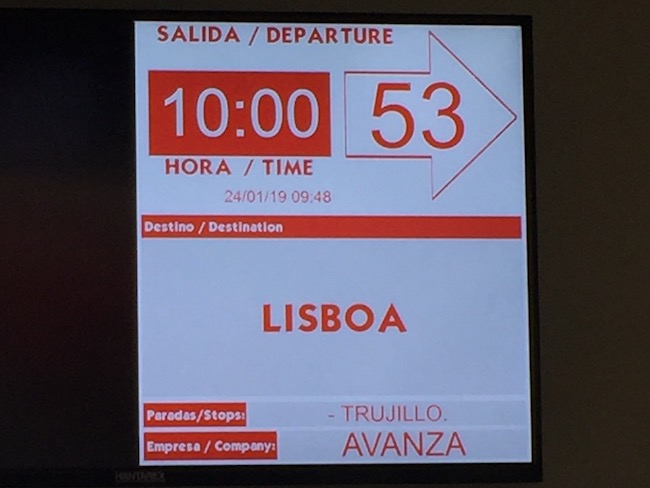 SALIDA / DEPARTURE
10:00
53
HORA / TIME
24/01/19 09:48
Destino / Destination
LISBOA
Paradas/Stops:
- TRUJILLO.
Empresa / Company:
AVANZA
HANTAREX